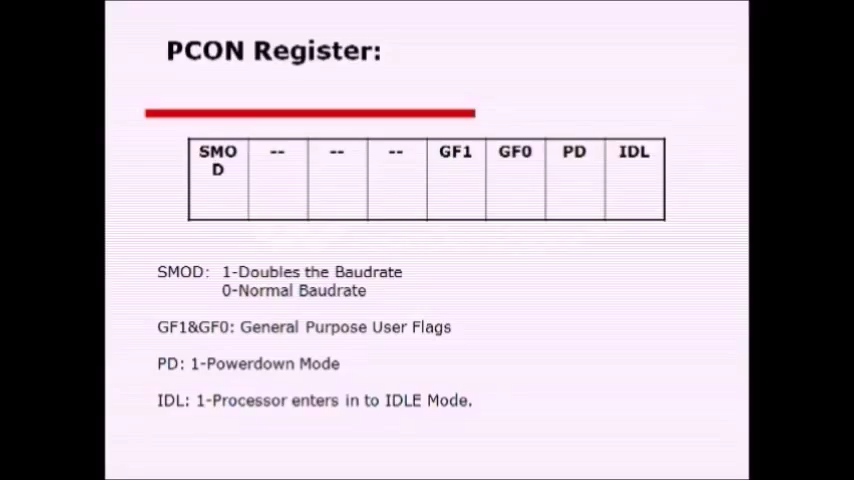 PCON Register:
SMO -- -- -- GF1 GF0 PD IDL
D
SMOD: 1-Doubles the Baudrate
0-Normal Baudrate
GF1&GF0: General Purpose User Flags
PD: 1-Powerdown Mode
IDL: 1-Processor enters in to IDLE Mode.